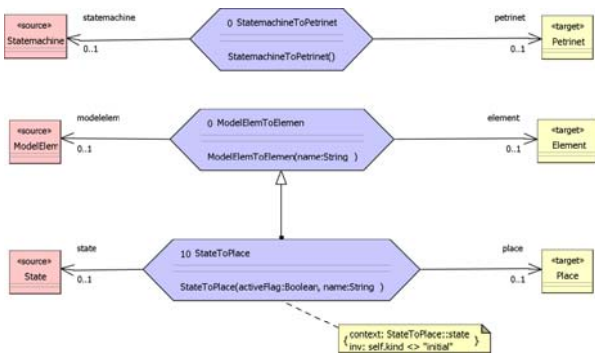 statemachine
petrinet
«source»
Statemachine
0..1
0 StatemachineToPetrinet
StatemachineToPetrinet()
«target»
Petrinet
0..1
modelelem
element
«source»
ModelElem
0..1
0 ModelElemToElemen
ModelElemToElemen(name:String )
«target»
Element
0..1
state
place
«source»
State
0..1
10 StateToPlace
StateToPlace(activeFlag:Boolean, name:String )
«target»
Place
0..1
{context: StateToPlace::state
inv: self.kind <> "initial" }